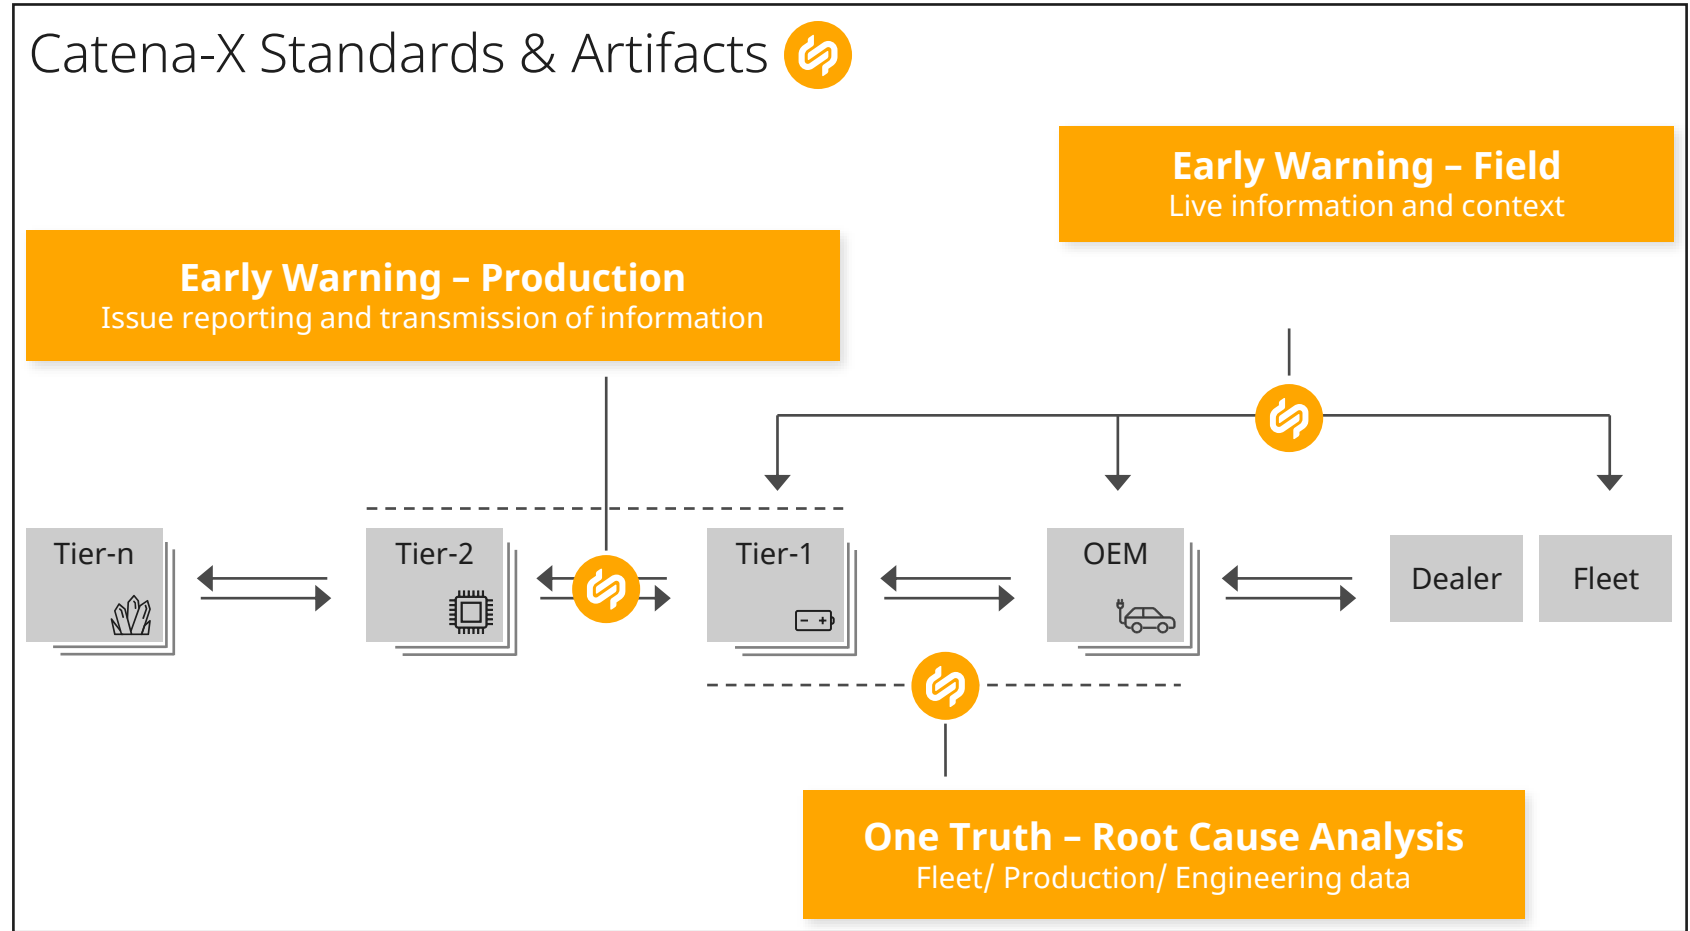 Catena-X Standards & Artifacts
Early Warning – Field
Live information and context
Early Warning – Production
Issue reporting and transmission of information
Tier-n
Tier-2
Tier-1
OEM
Dealer
Fleet
One Truth – Root Cause Analysis
Fleet/ Production/ Engineering data